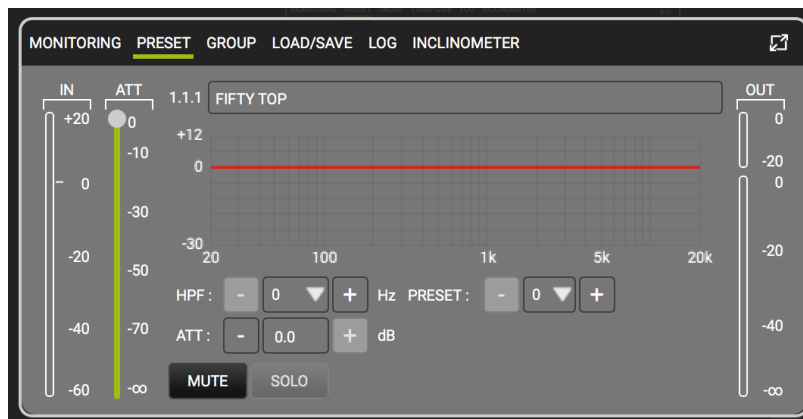 MONITORING PRESET GROUP LOAD/SAVE LOG INCLINOMETER
IN ATT OUT
1.1.1 FIFTY TOP
+20 0 +12 0
-10 0 -20
0 0
-30 -30
-20 20 100 1k 5k 20k -20
-50
HPF : - 0 + Hz PRESET : - 0 +
-40 -70 ATT : - 0.0 + dB -40
MUTE SOLO
-60 -∞ -∞